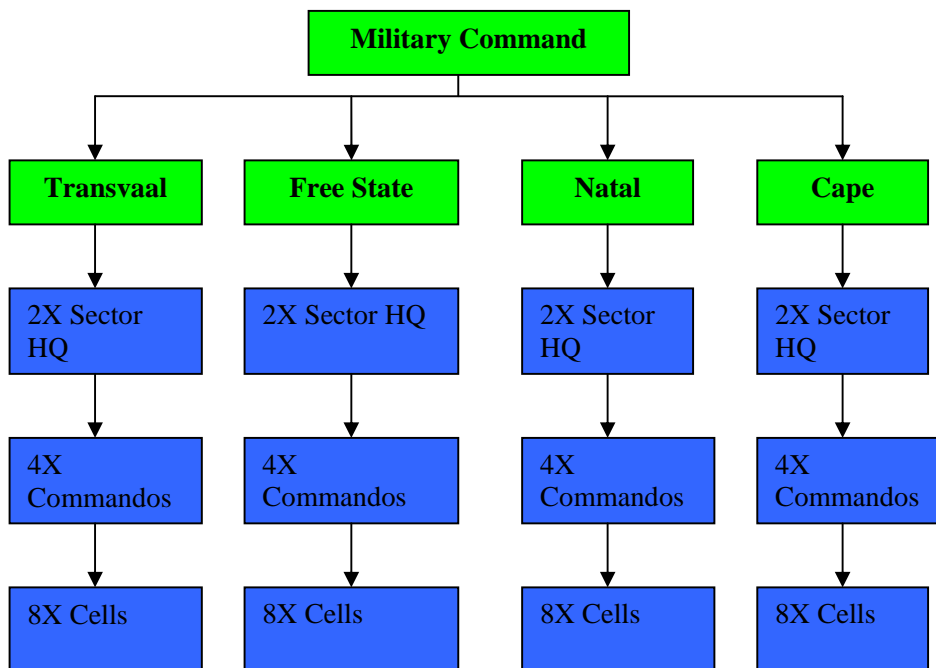 Military Command
Transvaal
Free State
Natal
Cape
2X Sector
HQ
2X Sector HQ
2X Sector
HQ
2X Sector
HQ
4X
Commandos
4X
Commandos
4X
Commandos
4X
Commandos
8X Cells
8X Cells
8X Cells
8X Cells